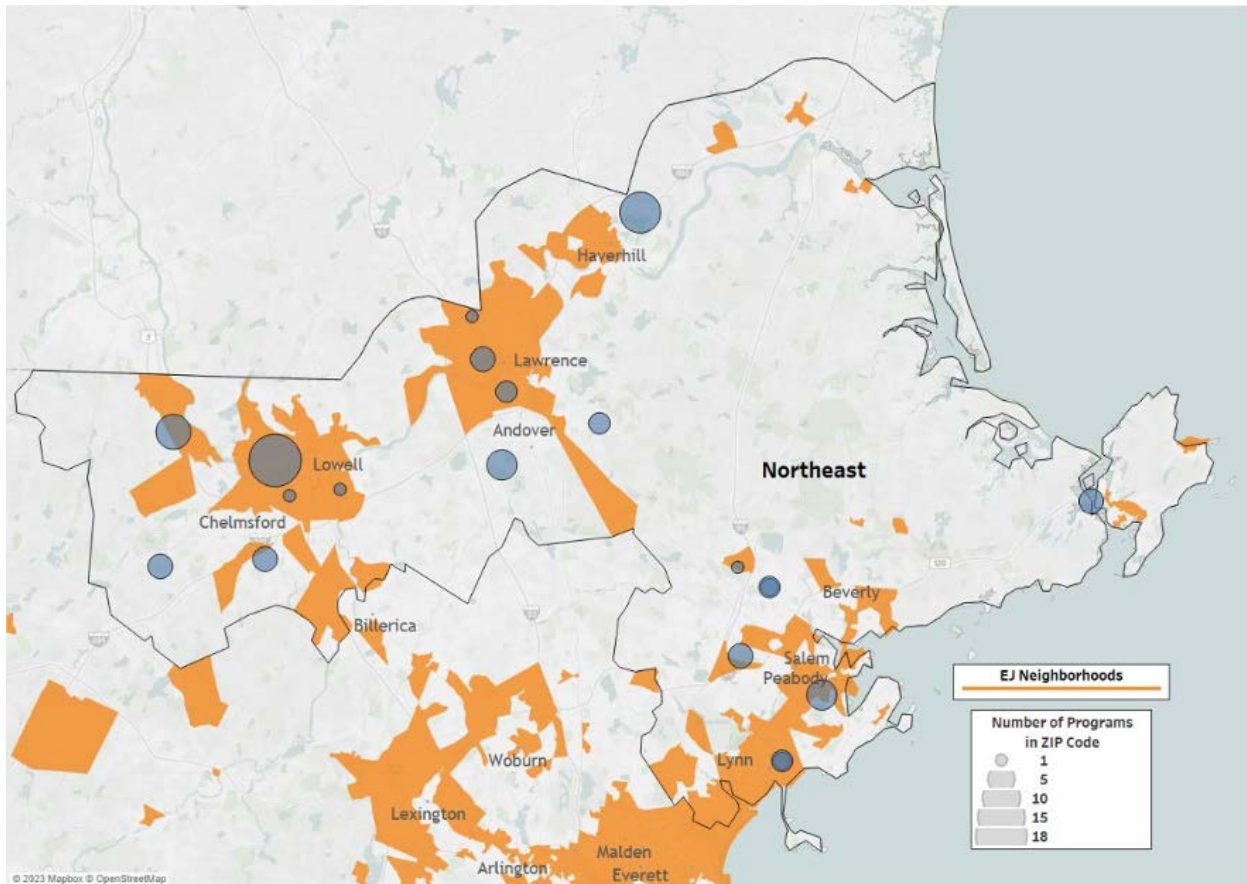 Haverhill
Lawrence
Andover
Lowell
Northeast
Chelmsford
Beverly
Billerica
Salem
Peabody
EJ Neighborhoods
Number of Programs
in ZIP Code
1
5
10
15
18
Woburn
Lynn
Lexington
Malden
Arlington
Everett
© 2023 Mapbox © OpenStreetMap